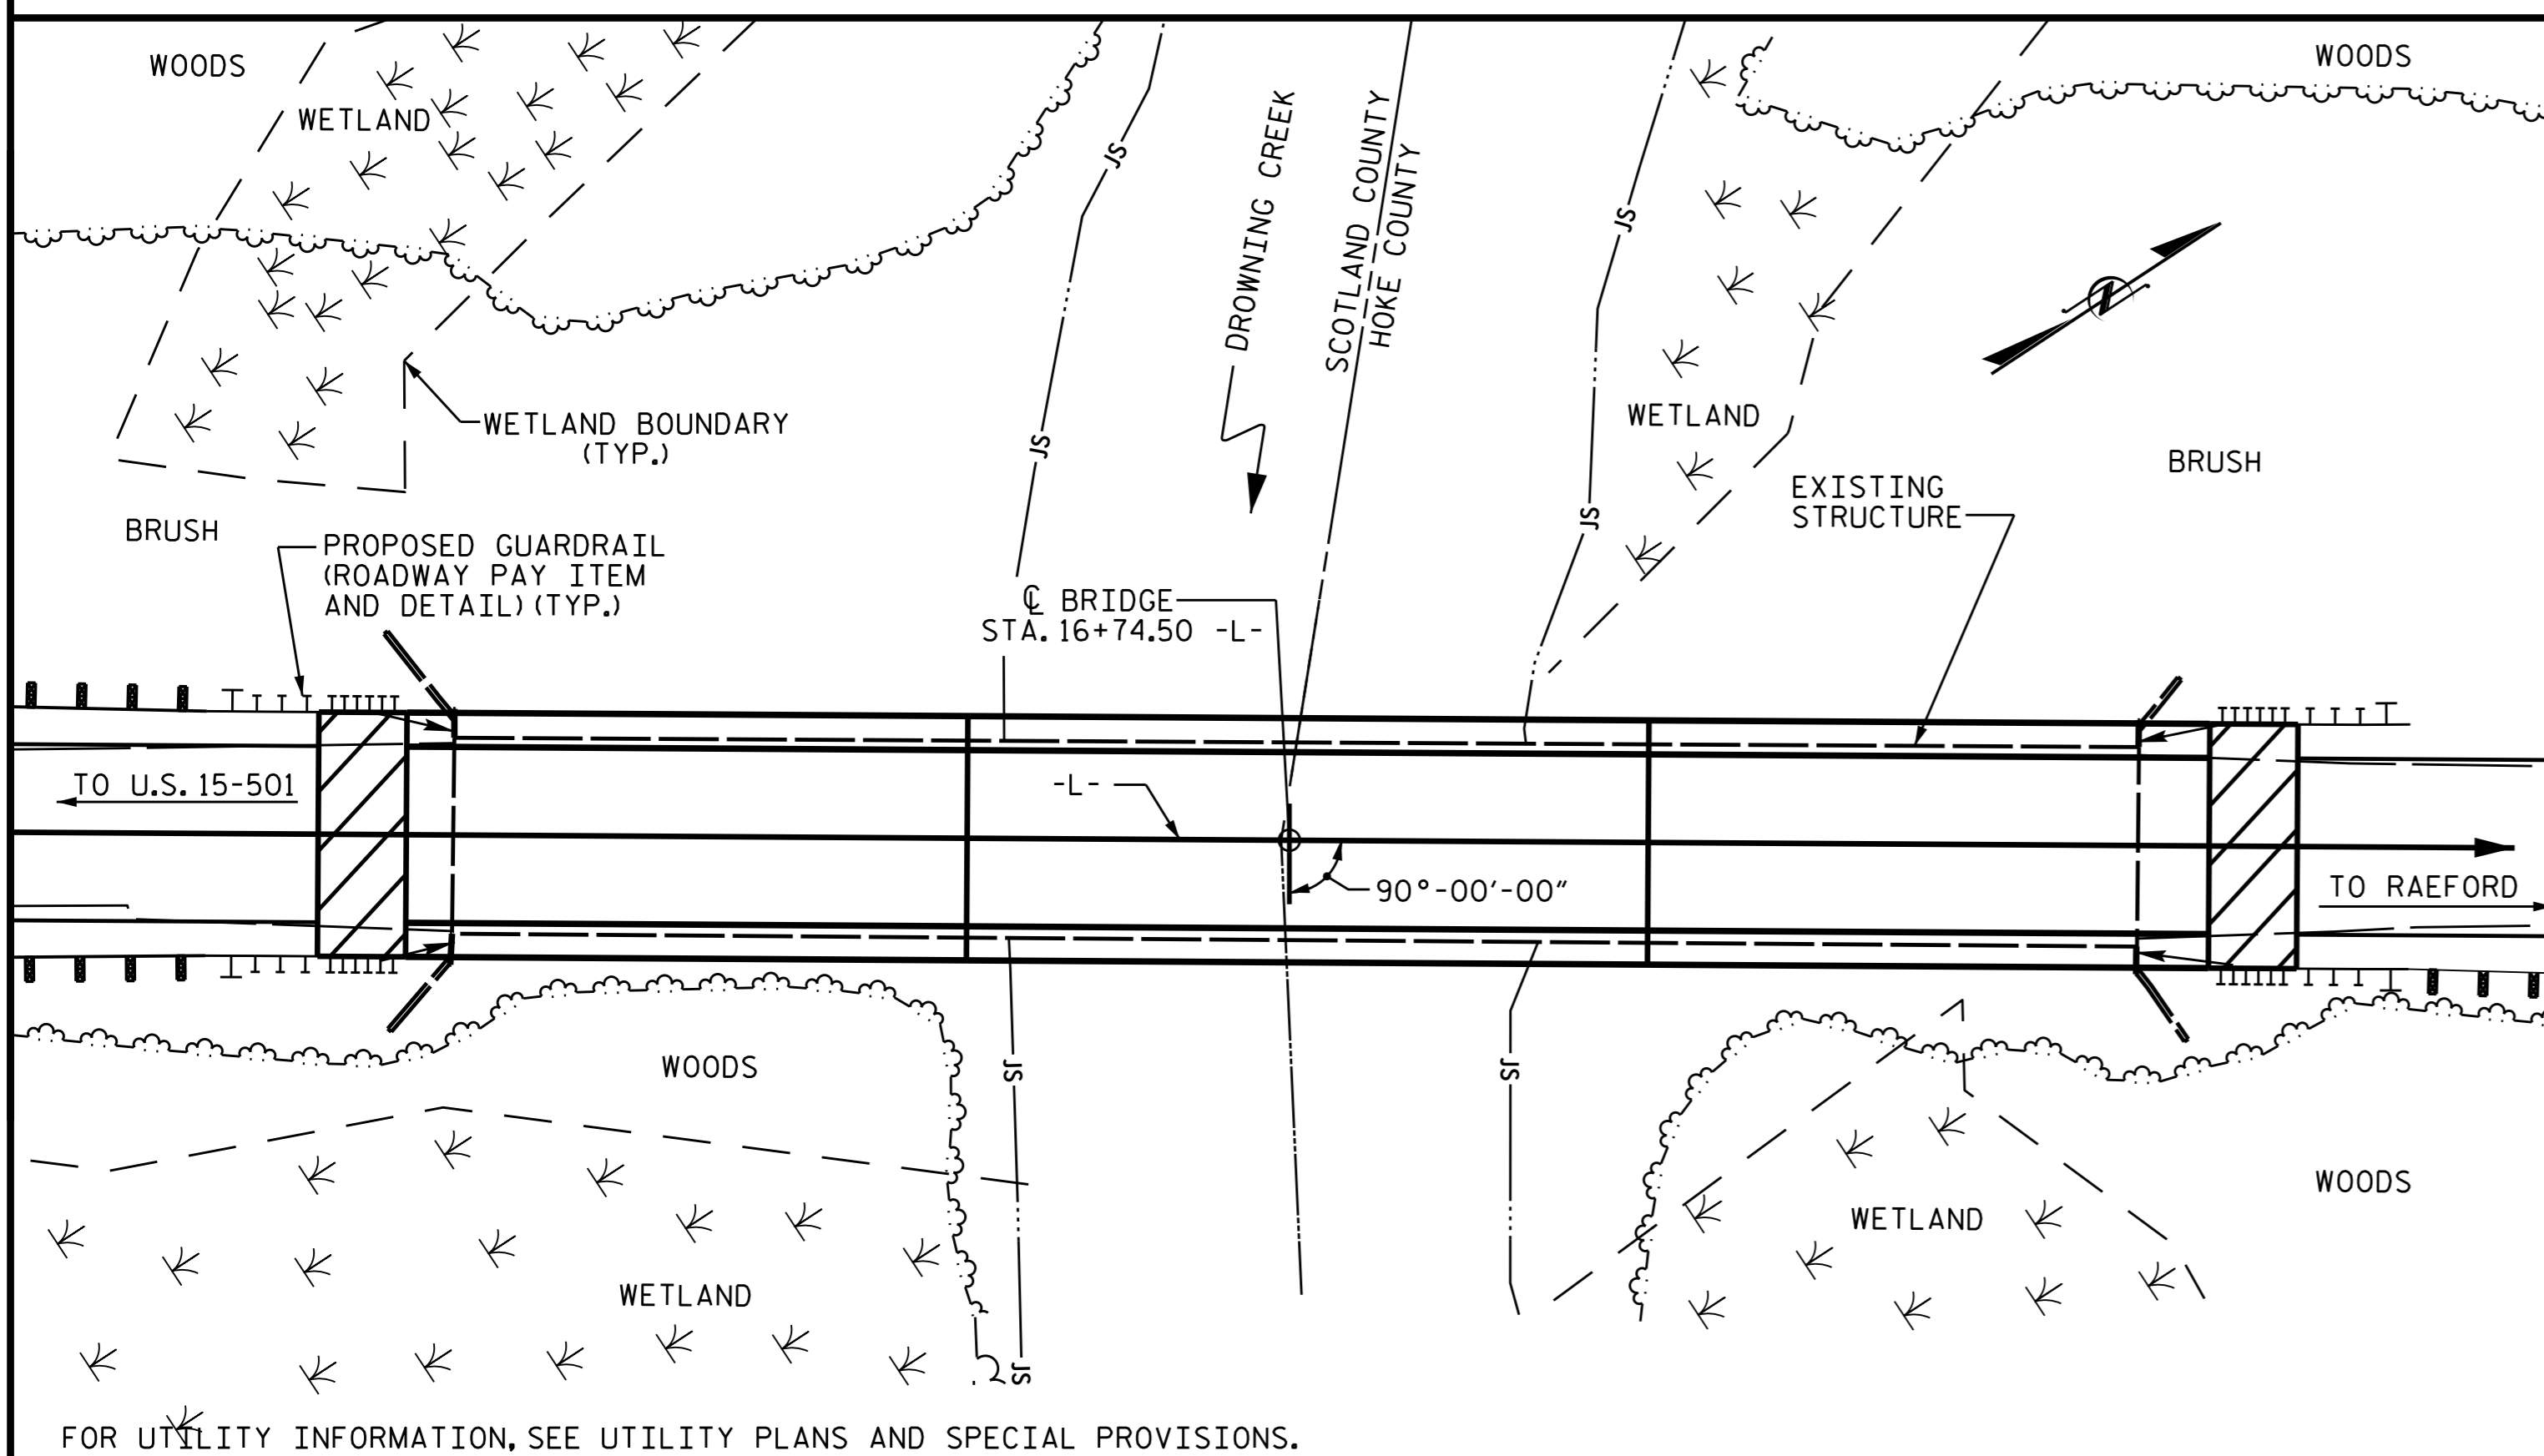 WOODS
WOODS
WETLAND
JS
DROWNING CREEK
SCOTLAND COUNTY
HOKE COUNTY
JS
N
WETLAND
WETLAND BOUNDARY
(TYP.)
JS
BRUSH
EXISTING
STRUCTURE
JS
BRUSH
PROPOSED GUARDRAIL
(ROADWAY PAY ITEM
AND DETAIL) (TYP.)
℄ BRIDGE
STA. 16+74.50 -L-
TO U.S. 15-501
-L-
90°-00'-00"
TO RAEFORD
WOODS
JS
JS
WOODS
WETLAND
WETLAND
JS
FOR UTILITY INFORMATION, SEE UTILITY PLANS AND SPECIAL PROVISIONS.